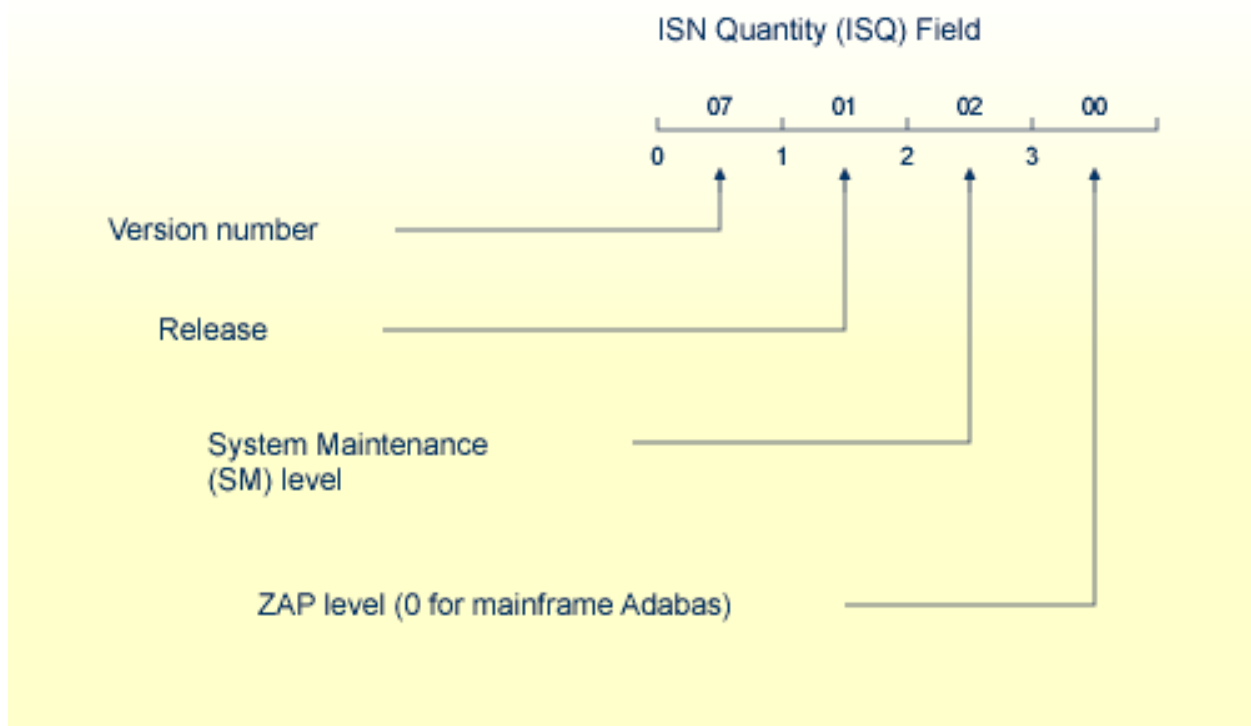 ISN Quantity (ISQ) Field
07 01 02 00
0 1 2 3
Version number
Release
System Maintenance
(SM) level
ZAP level (0 for mainframe Adabas)